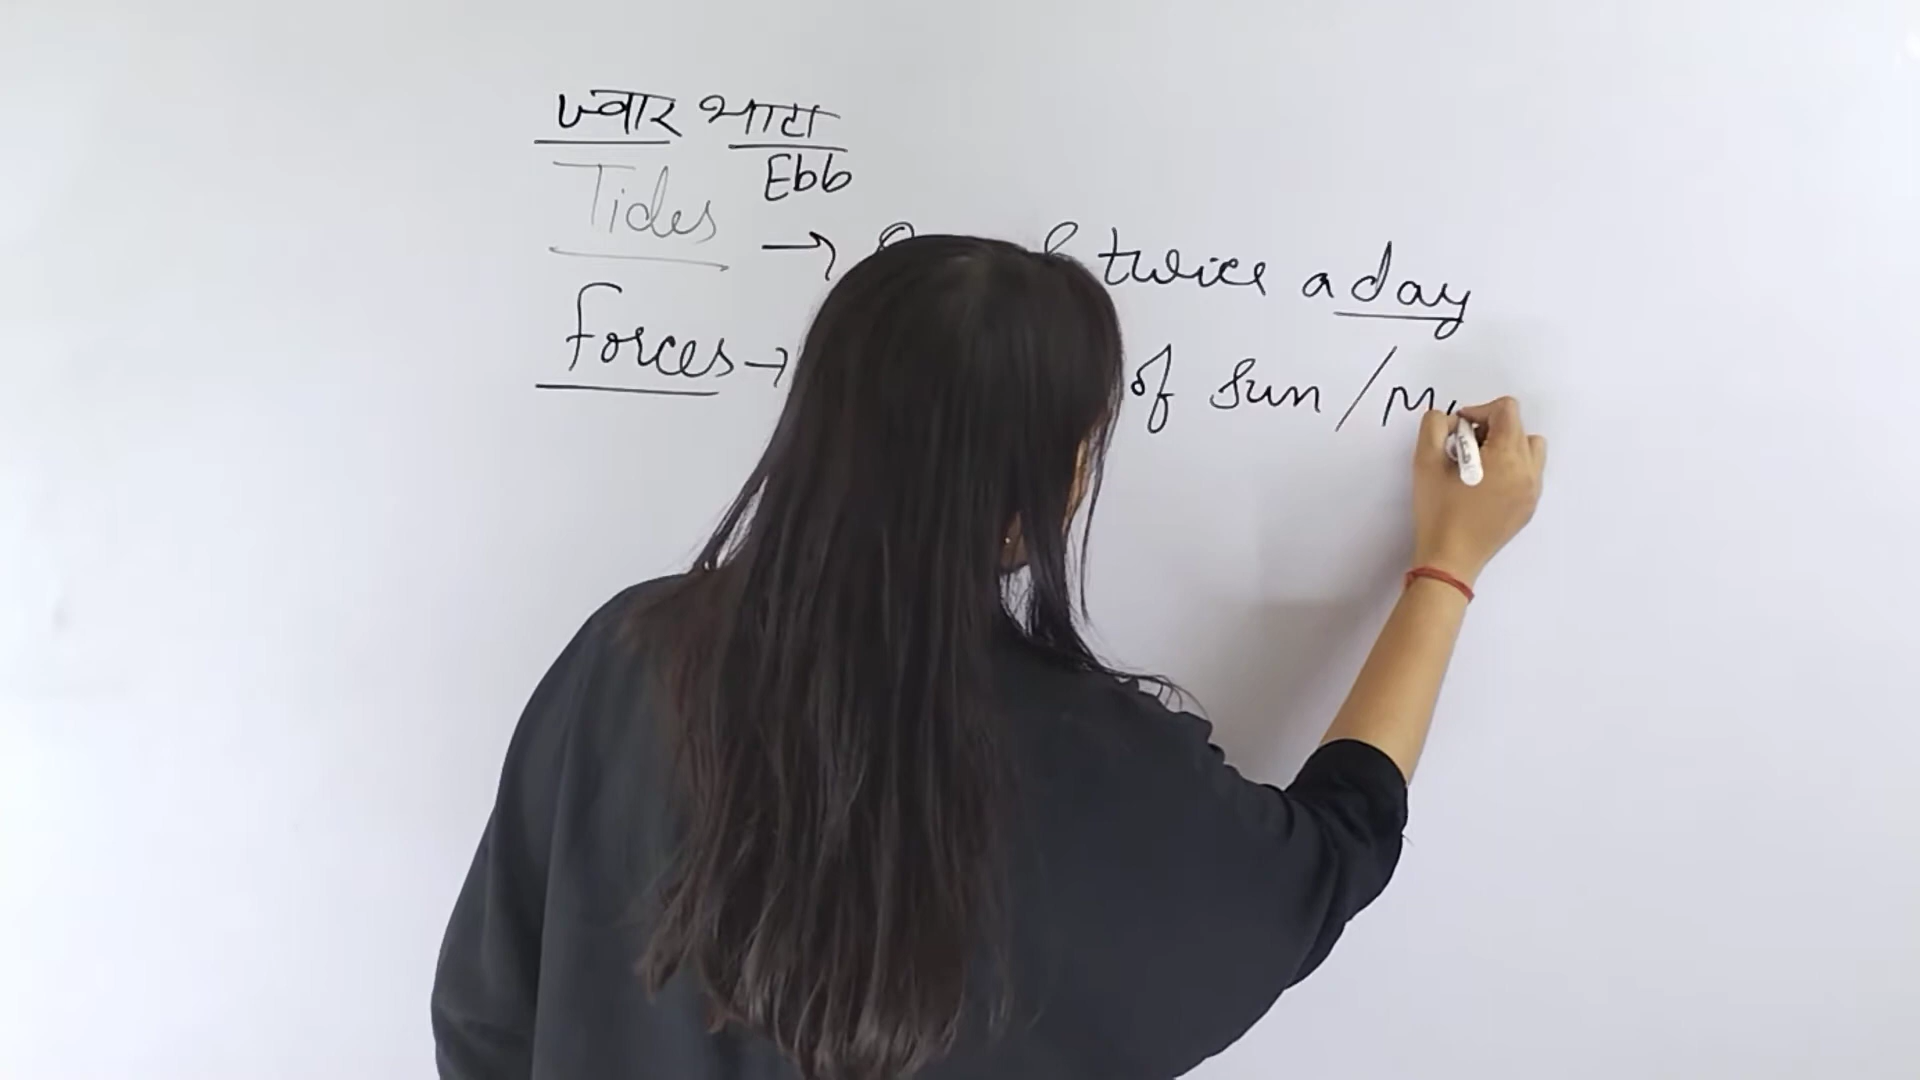 ज्वार भाटा
Ebb
Tides → twice a day
forces → of sun /